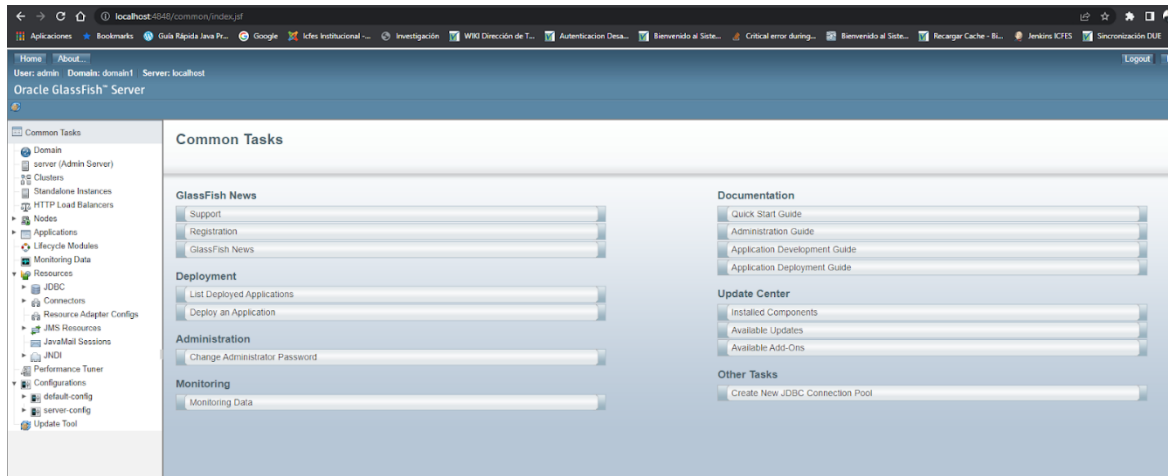 localhost:4848/common/index.jsf
Aplicaciones Bookmarks Guía Rápida Java Pr... Google Icfes Institucional -... Investigación WIKI Dirección de T... Autenticacion Desa... Bienvenido al Siste... Critical error during... Bienvenido al Siste... Recargar Cache - Bi... Jenkins ICFES Sincronización DUE
Home About... Logout
User: admin Domain: domain1 Server: localhost
Oracle GlassFish™ Server
Common Tasks
Domain
server (Admin Server)
Clusters
Standalone Instances
HTTP Load Balancers
Nodes
Applications
Lifecycle Modules
Monitoring Data
Resources
JDBC
Connectors
Resource Adapter Configs
JMS Resources
JavaMail Sessions
JNDI
Performance Tuner
Configurations
default-config
server-config
Update Tool
Common Tasks
GlassFish News
Support
Registration
GlassFish News
Deployment
List Deployed Applications
Deploy an Application
Administration
Change Administrator Password
Monitoring
Monitoring Data
Documentation
Quick Start Guide
Administration Guide
Application Development Guide
Application Deployment Guide
Update Center
Installed Components
Available Updates
Available Add-Ons
Other Tasks
Create New JDBC Connection Pool